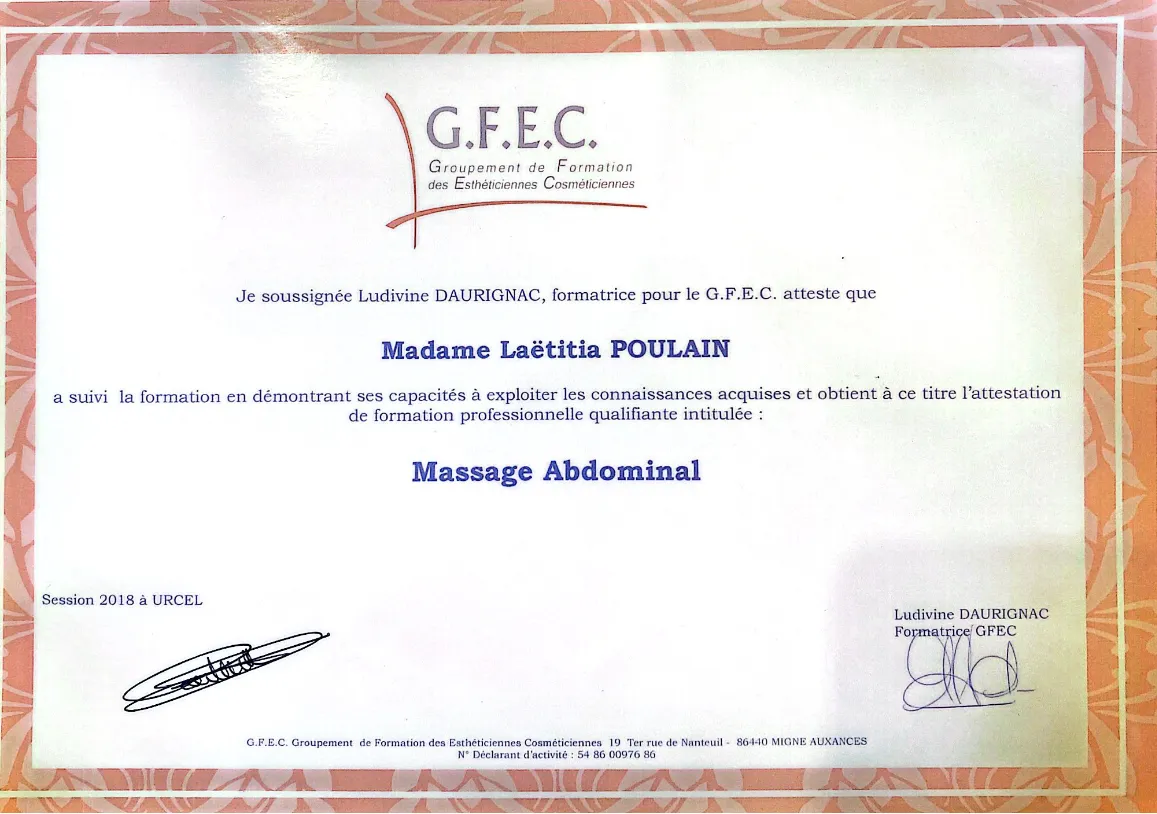 G.F.E.C.
Groupement de Formation
des Esthéticiennes Cosméticiennes
Je soussignée Ludivine DAURIGNAC, formatrice pour le G.F.E.C. atteste que
Madame Laëtitia POULAIN
a suivi la formation en démontrant ses capacités à exploiter les connaissances acquises et obtient à ce titre l'attestation
de formation professionnelle qualifiante intitulée :
Massage Abdominal
Session 2018 à URCEL
Ludivine DAURIGNAC
Formatrice GFEC
G.F.E.C. Groupement de Formation des Esthéticiennes Cosméticiennes 19 Ter rue de Nanteuil - 86440 MIGNE AUXANCES
N° Déclarant d'activité : 54 86 00976 86